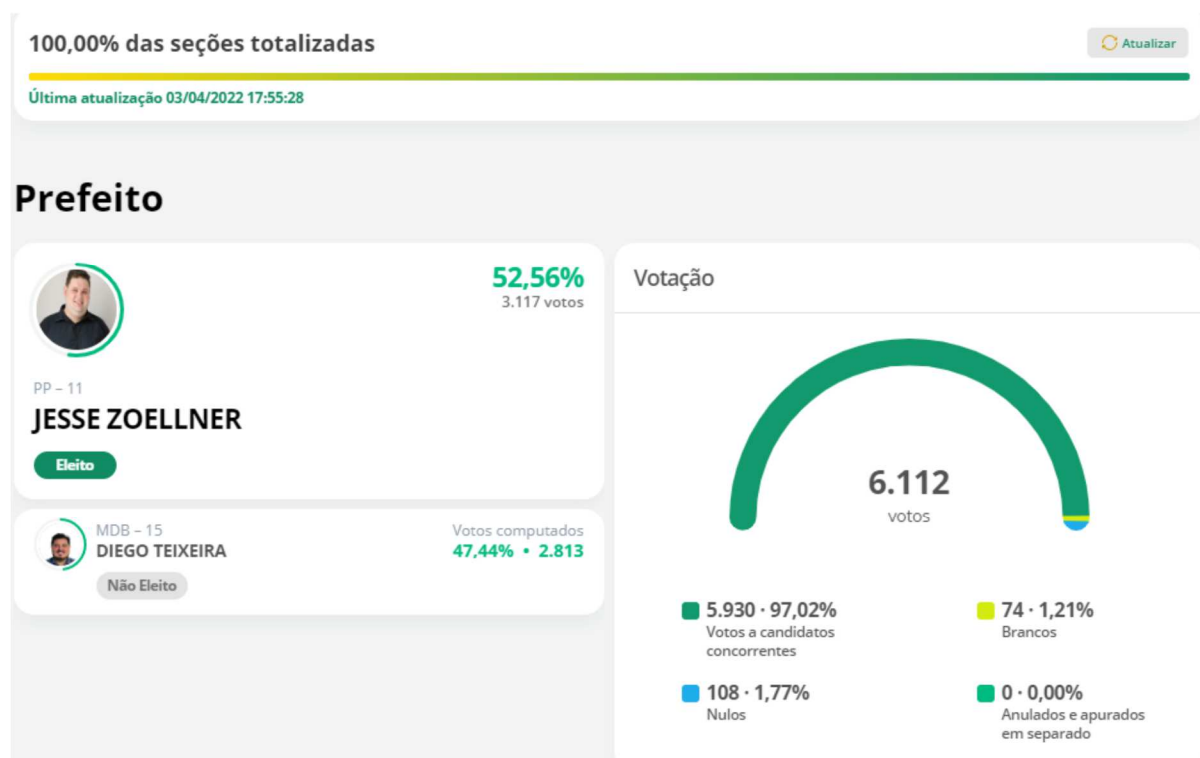 100,00% das seções totalizadas
Atualizar
Última atualização 03/04/2022 17:55:28
Prefeito
52,56%
3.117 votos
PP – 11
JESSE ZOELLNER
Eleito
MDB – 15
DIEGO TEIXEIRA
Não Eleito
Votos computados
47,44% • 2.813
Votação
6.112
votos
5.930 · 97,02%
Votos a candidatos
concorrentes
74 · 1,21%
Brancos
108 · 1,77%
Nulos
0 · 0,00%
Anulados e apurados
em separado